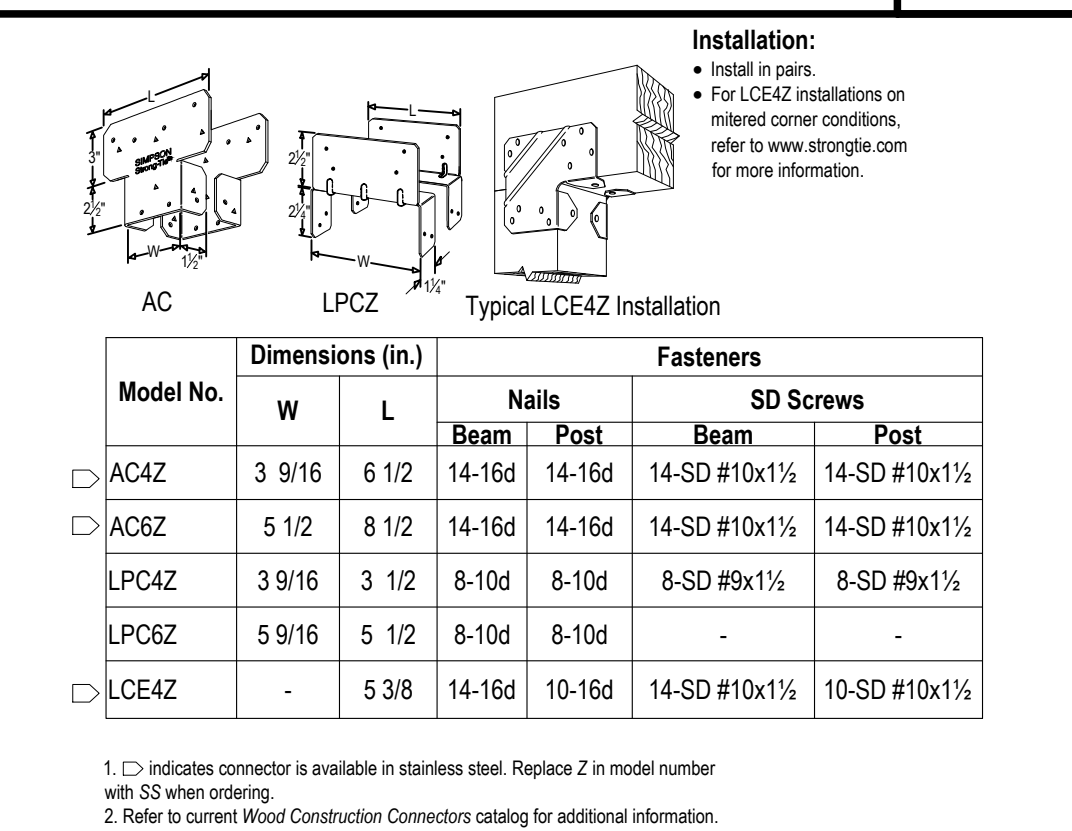 Installation:
● Install in pairs.
● For LCE4Z installations on
mitered corner conditions,
refer to www.strongtie.com
for more information.
L
3"
2½"
W
1½"
SIMPSON
Strong-Tie®
AC
L
2½"
2¼"
W
1¼"
LPCZ
Typical LCE4Z Installation
Model No. Dimensions (in.) Fasteners
W L Nails SD Screws
Beam Post Beam Post
AC4Z 3 9/16 6 1/2 14-16d 14-16d 14-SD #10x1½ 14-SD #10x1½
AC6Z 5 1/2 8 1/2 14-16d 14-16d 14-SD #10x1½ 14-SD #10x1½
LPC4Z 3 9/16 3 1/2 8-10d 8-10d 8-SD #9x1½ 8-SD #9x1½
LPC6Z 5 9/16 5 1/2 8-10d 8-10d - -
LCE4Z - 5 3/8 14-16d 10-16d 14-SD #10x1½ 10-SD #10x1½
1. indicates connector is available in stainless steel. Replace Z in model number
with SS when ordering.
2. Refer to current Wood Construction Connectors catalog for additional information.